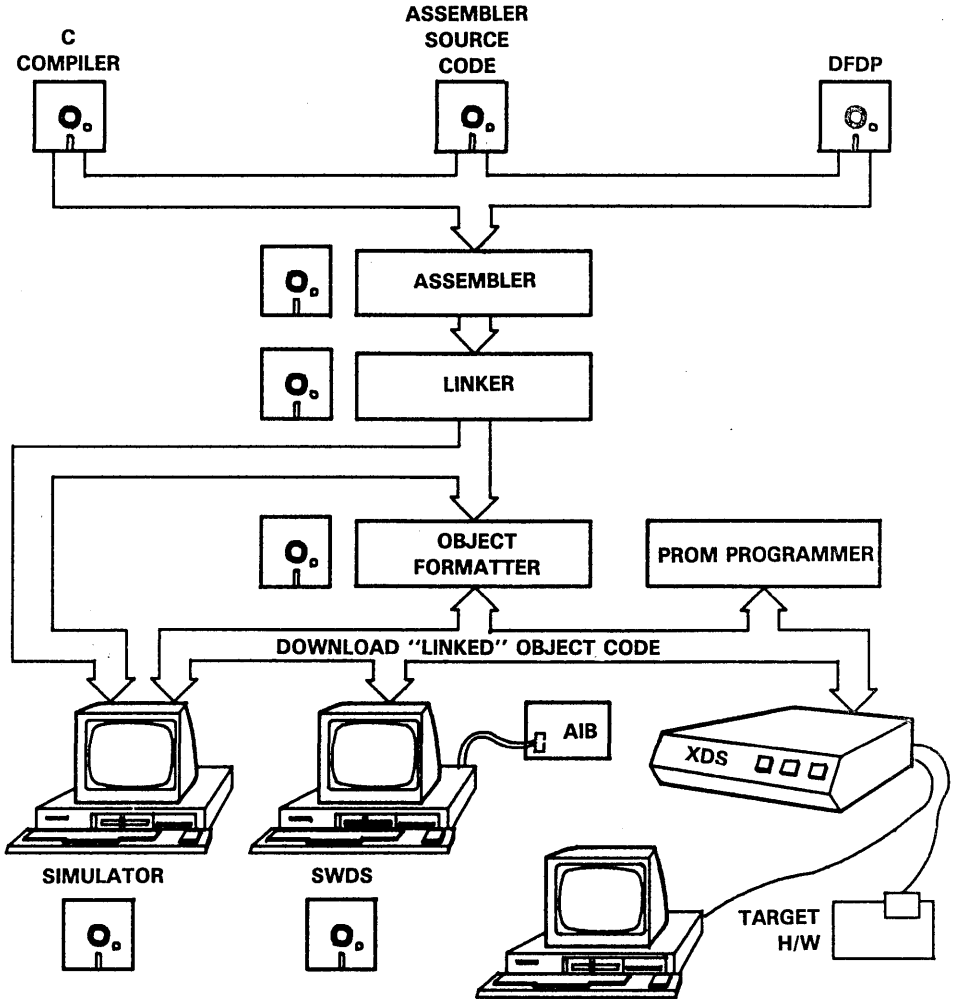 C
COMPILER
ASSEMBLER
SOURCE
CODE
DFDP
ASSEMBLER
LINKER
OBJECT
FORMATTER
PROM PROGRAMMER
DOWNLOAD "LINKED" OBJECT CODE
AIB
XDS
SIMULATOR
SWDS
TARGET
H/W